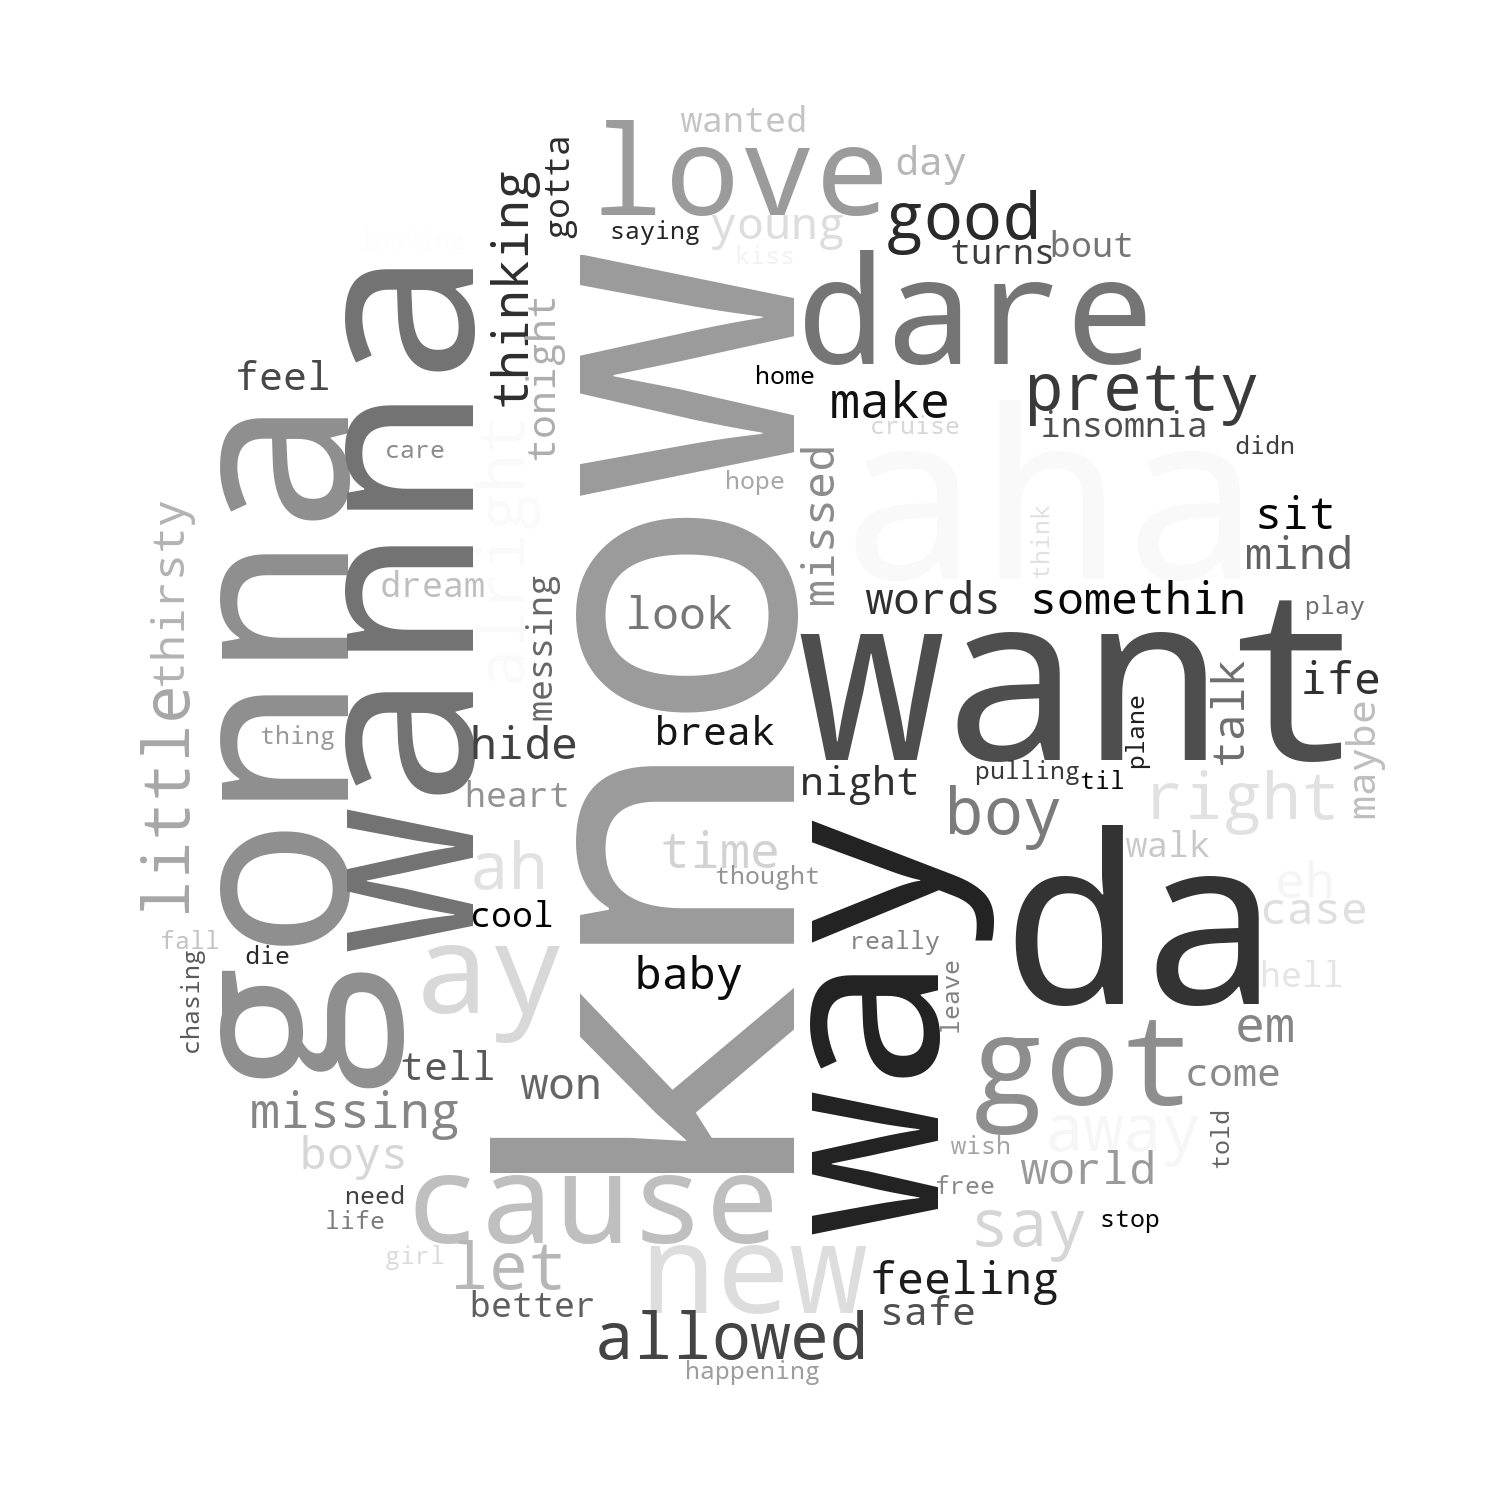 wanted
love
day
gotta
thinking
good
saying
young
turns
bout
looking
kiss
dare
wanna
know
tonight
feel
home
make
pretty
cruise
insomnia
didn
aha
gonna
care
alright
hope
missed
think
sit
mind
thirsty
dream
messing
look
words
somethin
play
want
talk
ife
little
thing
hide
break
plane
maybe
night
pulling
til
heart
boy
right
way
da
walk
ah
time
thought
eh
case
cool
fall
die
chasing
ay
baby
really
leave
hell
em
got
tell
won
come
missing
boys
away
told
wish
world
need
life
cause
free
say
stop
girl
let
new
feeling
better
safe
allowed
happening